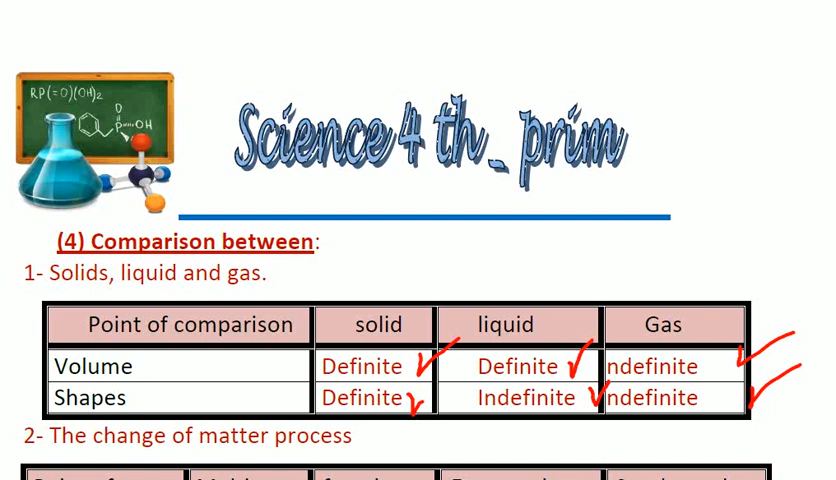 RP(=O)(OH)2
O
P
OH
Science 4 th_ prim
(4) Comparison between:
1- Solids, liquid and gas.
Point of comparison solid liquid Gas
Volume Definite Definite ndefinite
Shapes Definite Indefinite ndefinite
2- The change of matter process